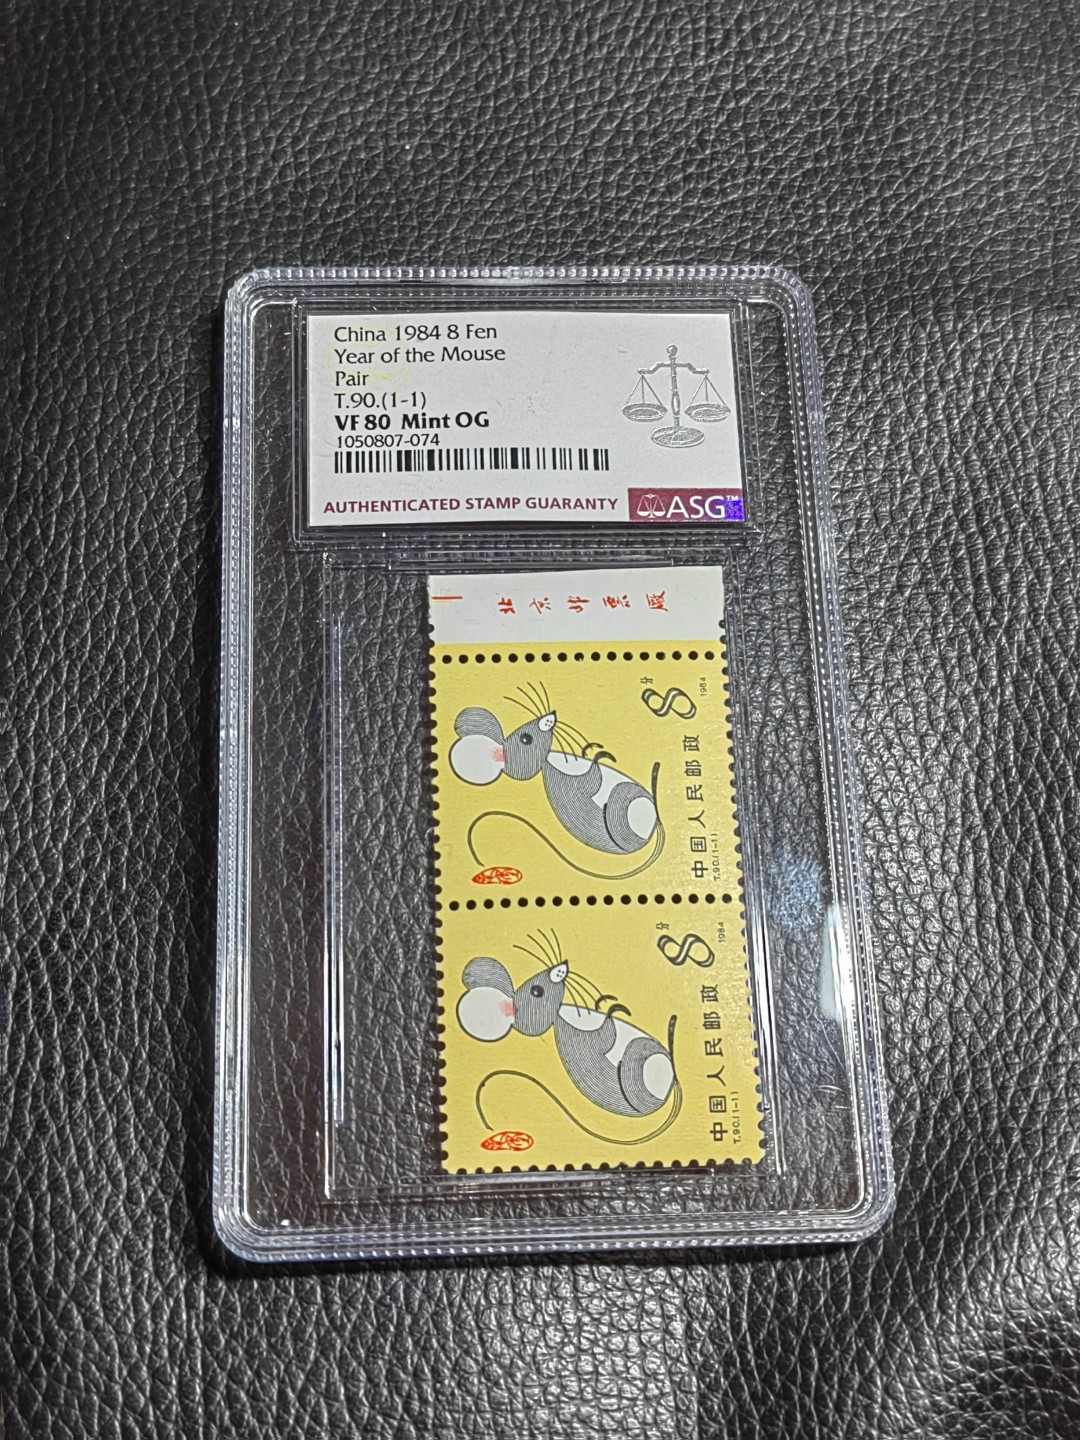 China 1984 8 Fen
Year of the Mouse
Pair
T.90.(1-1)
VF 80 Mint OG
1050807-074
AUTHENTICATED STAMP GUARANTY
ASG™
北京邮票厂
8分
1984
中国人民邮政
T.90.(1-1)
8分
1984
中国人民邮政
T.90.(1-1)